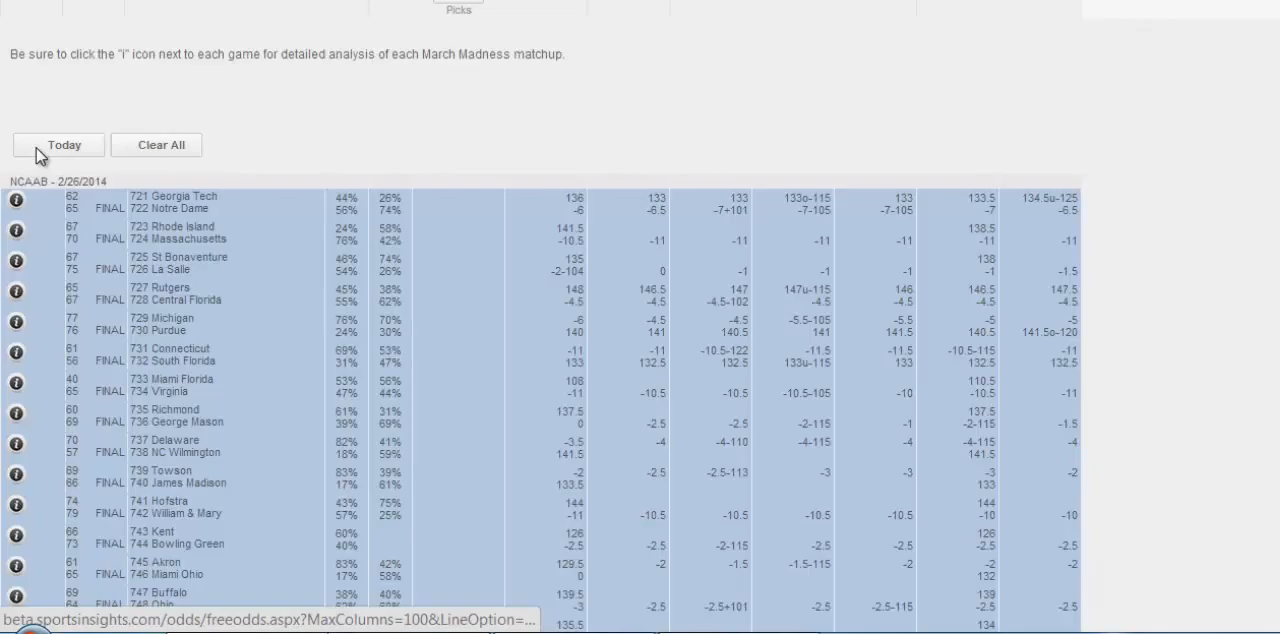 Picks
Be sure to click the "i" icon next to each game for detailed analysis of each March Madness matchup.
Today Clear All
NCAAB - 2/26/2014
62 721 Georgia Tech 44% 26% 136 133 133 133o-115 133 133.5 134.5u-125
65 FINAL 722 Notre Dame 56% 74% -6 -6.5 -7+101 -7-105 -7-105 -7 -6.5
67 723 Rhode Island 24% 58% 141.5 138.5
70 FINAL 724 Massachusetts 76% 42% -10.5 -11 -11 -11 -11 -11 -11
67 725 St Bonaventure 46% 74% 135 138
75 FINAL 726 La Salle 54% 26% -2-104 0 -1 -1 -1 -1 -1.5
65 727 Rutgers 45% 38% 148 146.5 147 147u-115 146 146.5 147.5
67 FINAL 728 Central Florida 55% 62% -4.5 -4.5 -4.5-102 -4.5 -4.5 -4.5 -4.5
77 729 Michigan 76% 70% -6 -4.5 -4.5 -5.5-105 -5.5 -5 -5
76 FINAL 730 Purdue 24% 30% 140 141 140.5 141 141.5 140.5 141.5o-120
61 731 Connecticut 69% 53% -11 -11 -10.5-122 -11.5 -11.5 -10.5-115 -11
56 FINAL 732 South Florida 31% 47% 133 132.5 132.5 133u-115 133 132.5 132.5
40 733 Miami Florida 53% 56% 108 110.5
65 FINAL 734 Virginia 47% 44% -11 -10.5 -10.5 -10.5-105 -10 -10.5 -11
60 735 Richmond 61% 31% 137.5 137.5
69 FINAL 736 George Mason 39% 69% 0 -2.5 -2.5 -2-115 -1 -2-115 -1.5
70 737 Delaware 82% 41% -3.5 -4 -4-110 -4-115 -4 -4-115 -4
57 FINAL 738 NC Wilmington 18% 59% 141.5 141.5
69 739 Towson 83% 39% -2 -2.5 -2.5-113 -3 -3 -3 -2
66 FINAL 740 James Madison 17% 61% 133.5 133
74 741 Hofstra 43% 75% 144 144
79 FINAL 742 William & Mary 57% 25% -11 -10.5 -10.5 -10.5 -10.5 -10 -10
66 743 Kent 60% 126 126
73 FINAL 744 Bowling Green 40% -2.5 -2.5 -2-115 -2.5 -2.5 -2.5 -2.5
61 745 Akron 83% 42% 129.5 -2 -1.5 -1.5-115 -2 -2 -2
65 FINAL 746 Miami Ohio 17% 58% 0 132
69 747 Buffalo 38% 40% 139.5 139
64 FINAL 748 Ohio -3 -2.5 -2.5+101 -2.5 -2.5-115 -2.5 -2.5
beta.sportsinsights.com/odds/freeodds.aspx?MaxColumns=100&LineOption=...
135.5 134